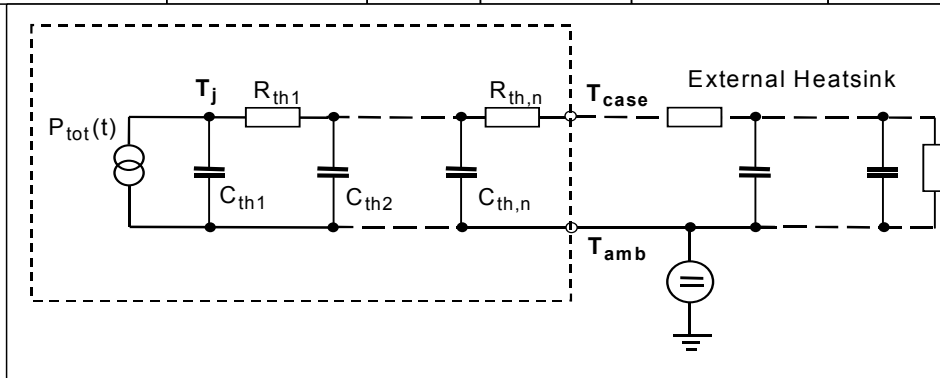 External Heatsink
T_j
R_th1
R_th,n
T_case
P_tot(t)
C_th1
C_th2
C_th,n
T_amb